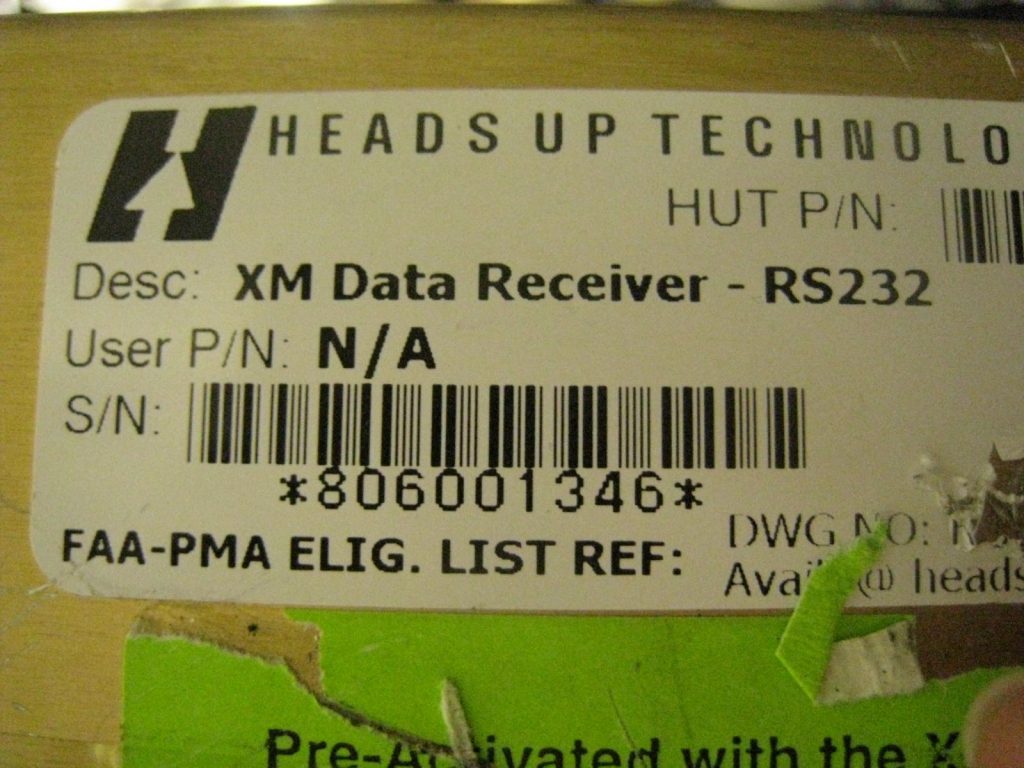 HEADS UP TECHNOLO
HUT P/N:
Desc: XM Data Receiver - RS232
User P/N: N/A
S/N:
*806001346*
FAA-PMA ELIG. LIST REF:
DWG NO:
@ heads
Pre-Activated with the X